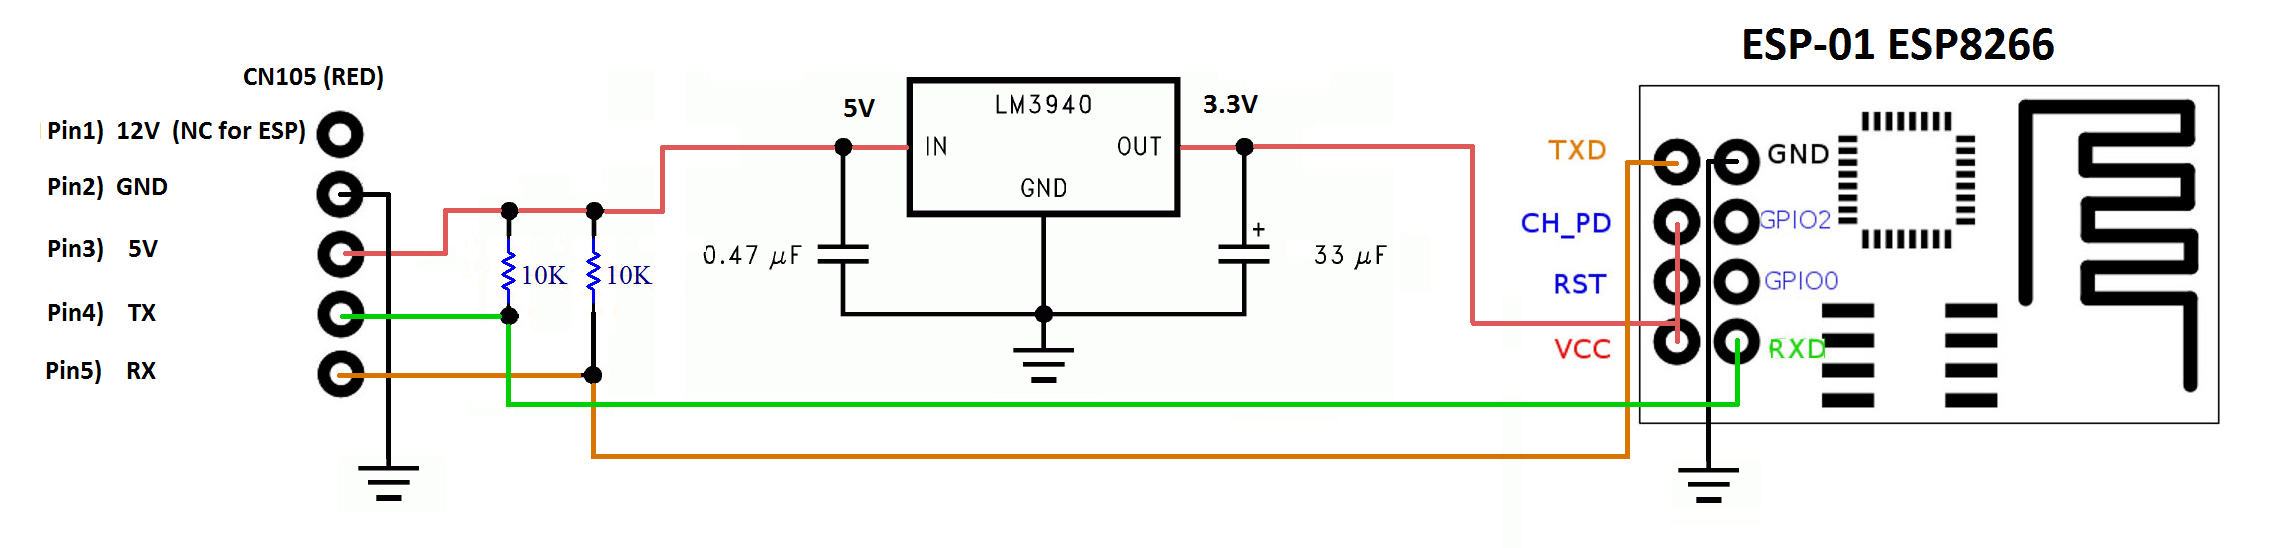 ESP-01 ESP8266
CN105 (RED)
Pin1) 12V (NC for ESP)
Pin2) GND
Pin3) 5V
Pin4) TX
Pin5) RX
10K
10K
5V
LM3940
IN
OUT
GND
3.3V
0.47 µF
+
33 µF
TXD
CH_PD
RST
VCC
GND
GPIO2
GPIO0
RXD